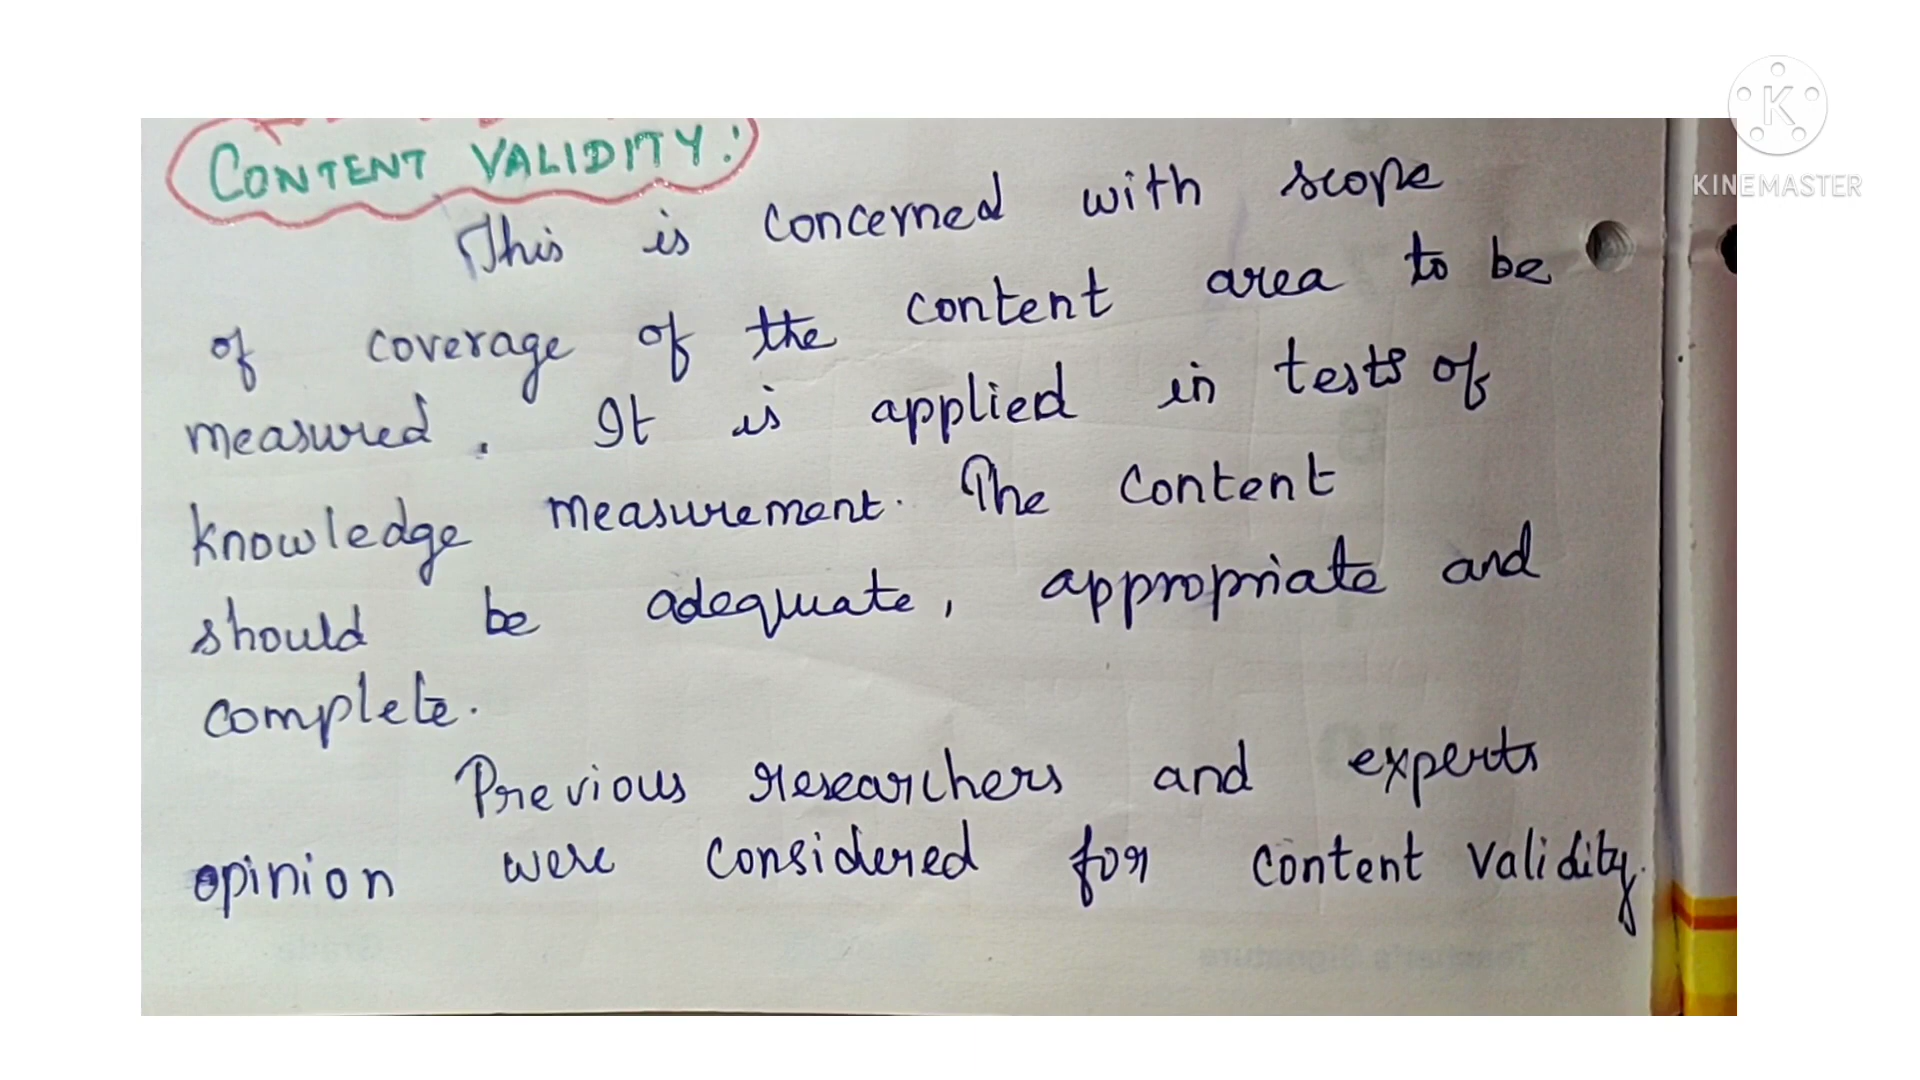 CONTENT VALIDITY:
This is concerned with scope
of coverage of the content area to be
measured. It is applied in tests of
knowledge measurement. The content
should be adequate, appropriate and
complete.
Previous researchers and experts
opinion were considered for content validity.
K
KINEMASTER